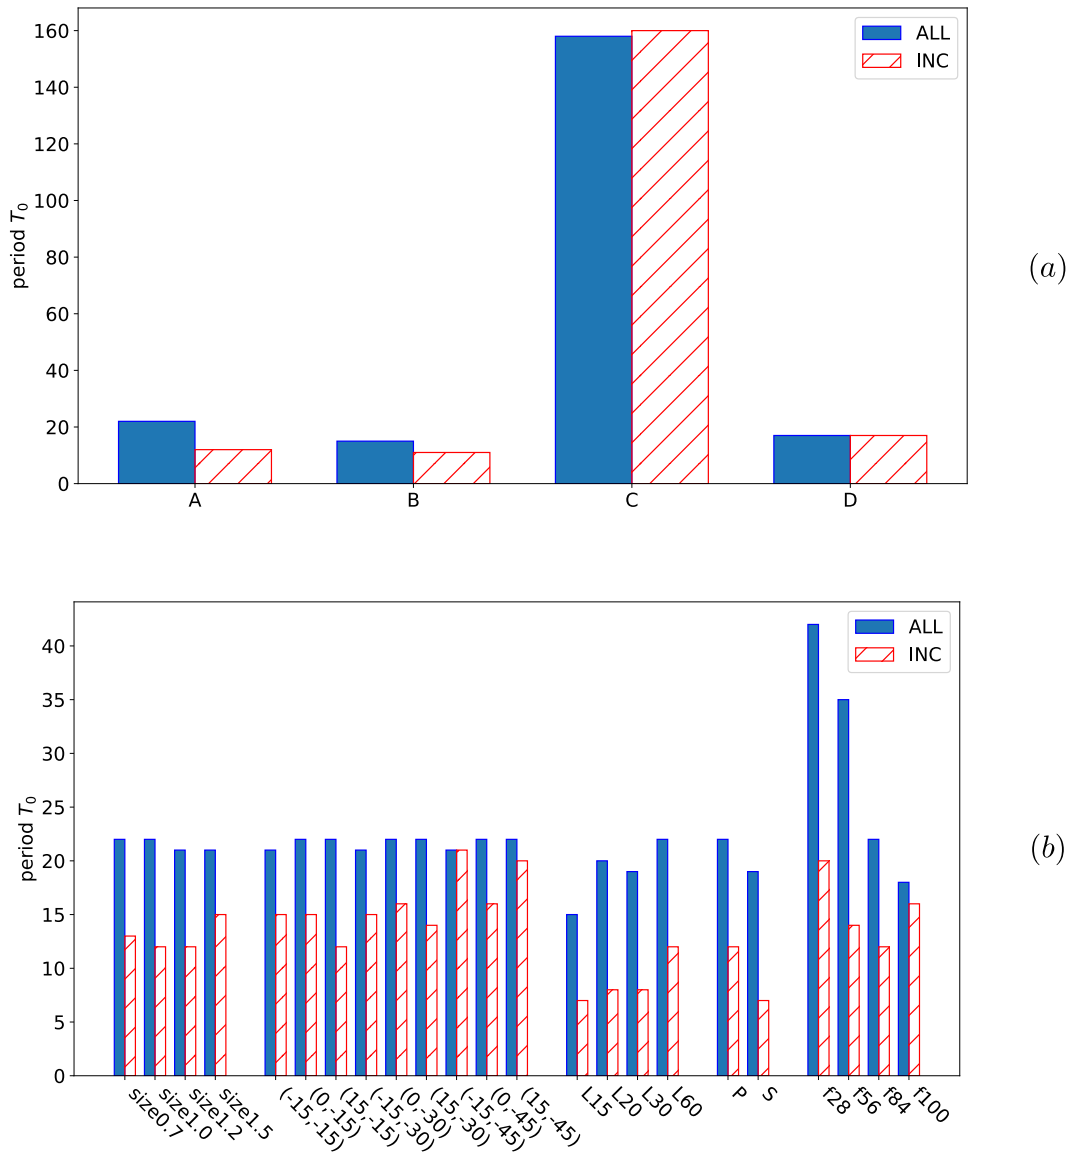 160
140
120
100
80
60
40
20
0
period T0
ALL
INC
A
B
C
D
(a)
40
35
30
25
20
15
10
5
0
period T0
ALL
INC
size0.7
size1.0
size1.2
size1.5
(-15,-15)
(0,-15)
(15,-15)
(-15,-30)
(0,-30)
(15,-30)
(-15,-45)
(0,-45)
(15,-45)
L15
L20
L30
L60
P
S
f28
f56
f84
f100
(b)